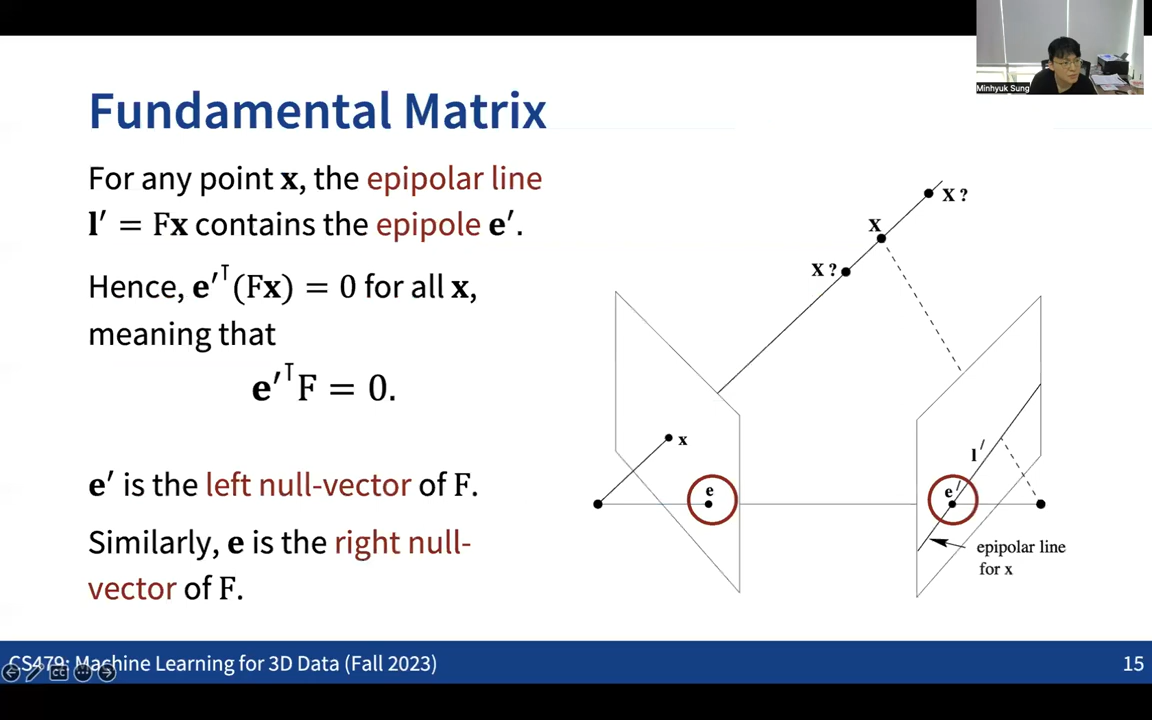 Minhyuk Sung
Fundamental Matrix
For any point x, the epipolar line
l′ = Fx contains the epipole e′.
Hence, e′ᵀ(Fx) = 0 for all x,
meaning that
e′ᵀF = 0.
e′ is the left null-vector of F.
Similarly, e is the right null-
vector of F.
X ?
X
X ?
x
e
l′
e′
epipolar line
for x
CS479: Machine Learning for 3D Data (Fall 2023)
15